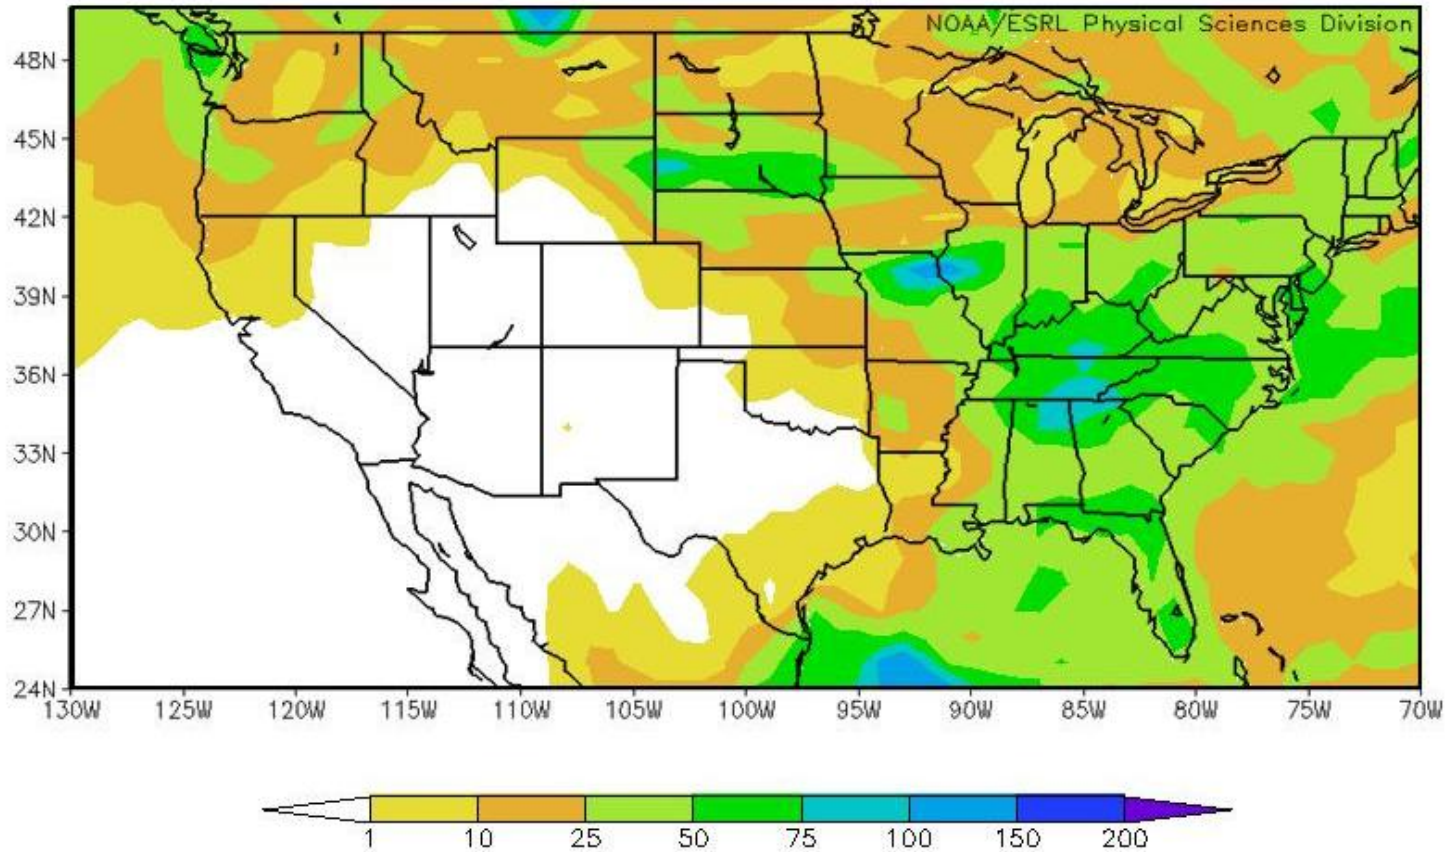 NOAA/ESRL Physical Sciences Division
48N
45N
42N
39N
36N
33N
30N
27N
24N
130W 125W 120W 115W 110W 105W 100W 95W 90W 85W 80W 75W 70W
1 10 25 50 75 100 150 200